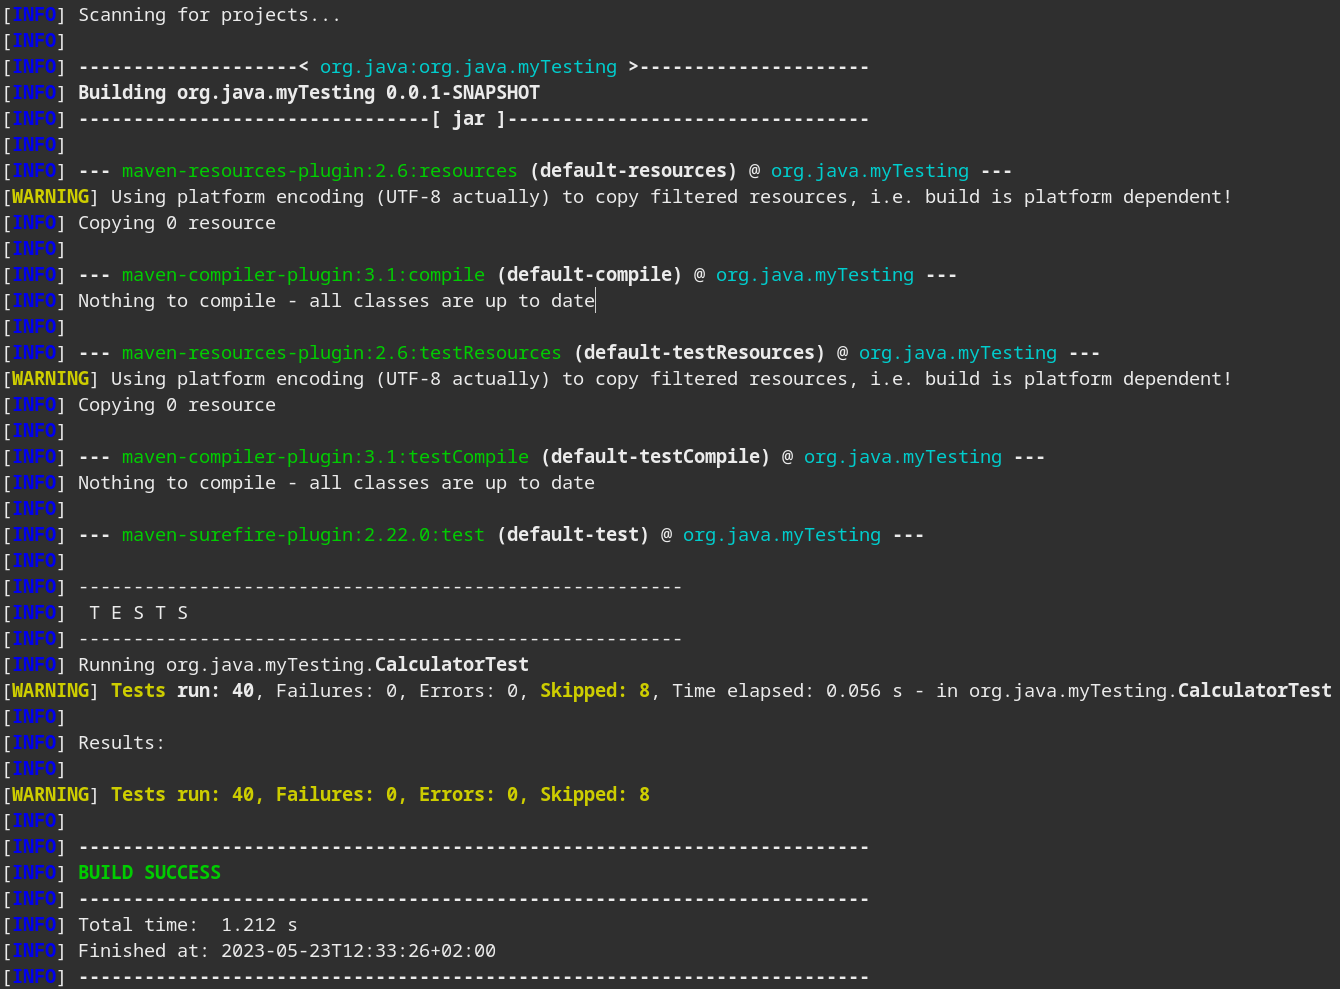 [INFO] Scanning for projects...
[INFO]
[INFO] --------------------< org.java:org.java.myTesting >---------------------
[INFO] Building org.java.myTesting 0.0.1-SNAPSHOT
[INFO] --------------------------------[ jar ]---------------------------------
[INFO]
[INFO] --- maven-resources-plugin:2.6:resources (default-resources) @ org.java.myTesting ---
[WARNING] Using platform encoding (UTF-8 actually) to copy filtered resources, i.e. build is platform dependent!
[INFO] Copying 0 resource
[INFO]
[INFO] --- maven-compiler-plugin:3.1:compile (default-compile) @ org.java.myTesting ---
[INFO] Nothing to compile - all classes are up to date
[INFO]
[INFO] --- maven-resources-plugin:2.6:testResources (default-testResources) @ org.java.myTesting ---
[WARNING] Using platform encoding (UTF-8 actually) to copy filtered resources, i.e. build is platform dependent!
[INFO] Copying 0 resource
[INFO]
[INFO] --- maven-compiler-plugin:3.1:testCompile (default-testCompile) @ org.java.myTesting ---
[INFO] Nothing to compile - all classes are up to date
[INFO]
[INFO] --- maven-surefire-plugin:2.22.0:test (default-test) @ org.java.myTesting ---
[INFO]
[INFO] -------------------------------------------------------
[INFO]  T E S T S
[INFO] -------------------------------------------------------
[INFO] Running org.java.myTesting.CalculatorTest
[WARNING] Tests run: 40, Failures: 0, Errors: 0, Skipped: 8, Time elapsed: 0.056 s - in org.java.myTesting.CalculatorTest
[INFO]
[INFO] Results:
[INFO]
[WARNING] Tests run: 40, Failures: 0, Errors: 0, Skipped: 8
[INFO]
[INFO] ------------------------------------------------------------------------
[INFO] BUILD SUCCESS
[INFO] ------------------------------------------------------------------------
[INFO] Total time:  1.212 s
[INFO] Finished at: 2023-05-23T12:33:26+02:00
[INFO] ------------------------------------------------------------------------